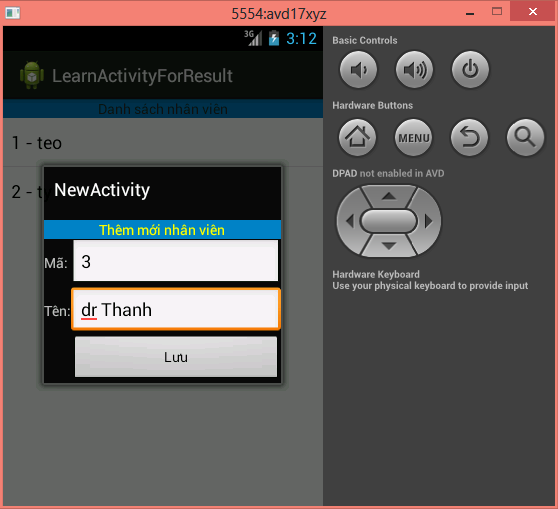 5554:avd17xyz
3G 3:12
LearnActivityForResult
Danh sách nhân viên
1 - teo
2 - t
NewActivity
Thêm mới nhân viên
Mã: 3
Tên: dr Thanh
Lưu
Basic Controls
Hardware Buttons
MENU
DPAD not enabled in AVD
Hardware Keyboard
Use your physical keyboard to provide input